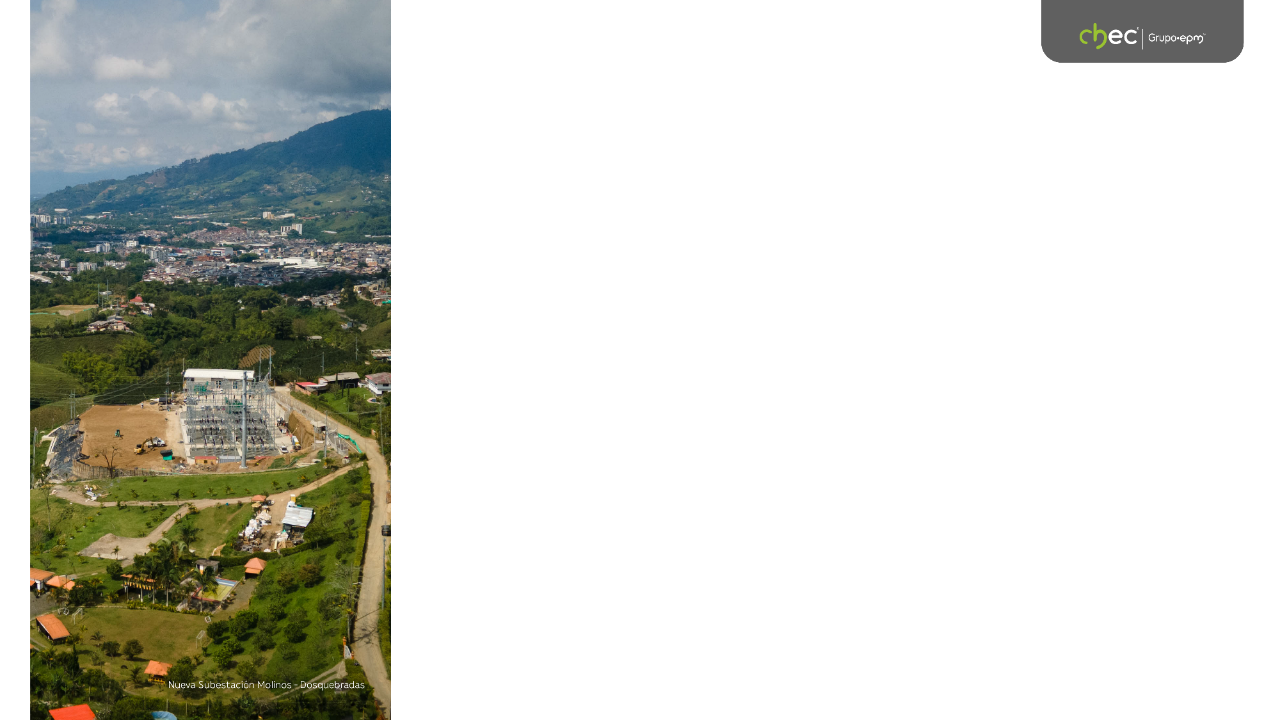 chec | Grupo·epm
Nueva Subestación Molinos - Dosquebradas